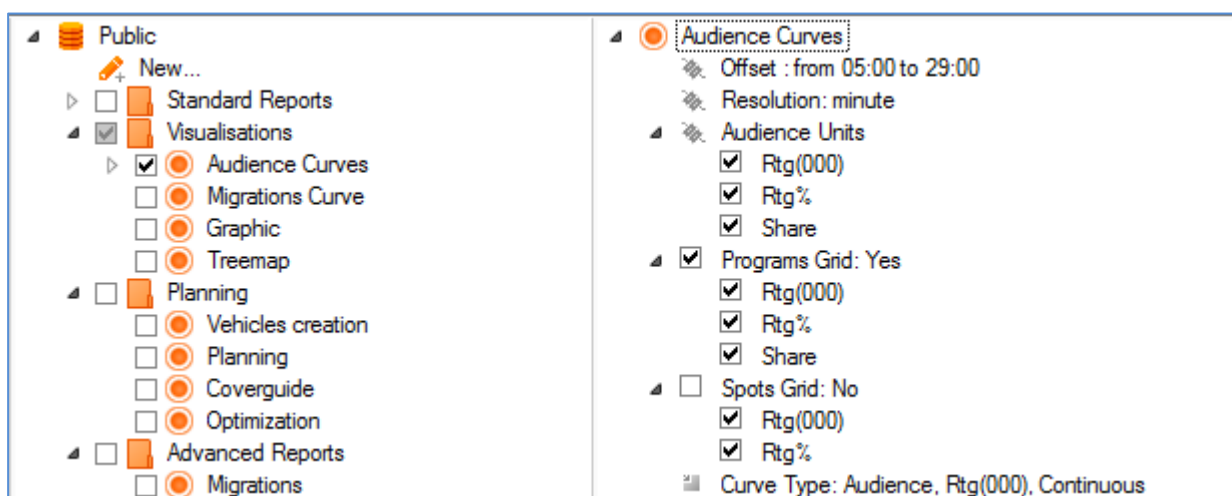 Public
New...
Standard Reports
Visualisations
Audience Curves
Migrations Curve
Graphic
Treemap
Planning
Vehicles creation
Planning
Coverguide
Optimization
Advanced Reports
Migrations
Audience Curves
Offset : from 05:00 to 29:00
Resolution: minute
Audience Units
Rtg(000)
Rtg%
Share
Programs Grid: Yes
Rtg(000)
Rtg%
Share
Spots Grid: No
Rtg(000)
Rtg%
Curve Type: Audience, Rtg(000), Continuous